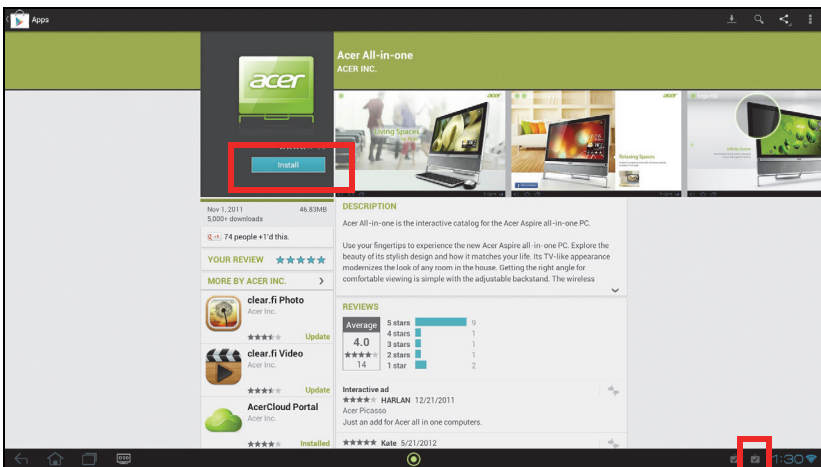 Apps
Acer All-in-one
ACER INC.
acer
Install
acer
Living Spaces
Relaxing Spaces
Nov 1, 2011 46.83MB
5,000+ downloads
74 people +1'd this.
YOUR REVIEW
MORE BY ACER INC.
clear.fi Photo
Acer Inc.
Update
clear.fi Video
Acer Inc.
Update
AcerCloud Portal
Acer Inc.
Installed
DESCRIPTION
Acer All-in-one is the interactive catalog for the Acer Aspire all-in-one PC.
Use your fingertips to experience the new Acer Aspire all-in-one PC. Explore the
beauty of its stylish design and how it matches your life. Its TV-like appearance
modernizes the look of any room in the house. Getting the right angle for
comfortable viewing is simple with the adjustable backstand. The wireless
REVIEWS
Average
4.0
14
5 stars 9
4 stars 1
3 stars 1
2 stars 1
1 star 2
Interactive ad
HARLAN 12/21/2011
Acer Picasso
Just an add for Acer all in one computers.
Kate 5/21/2012
1:30